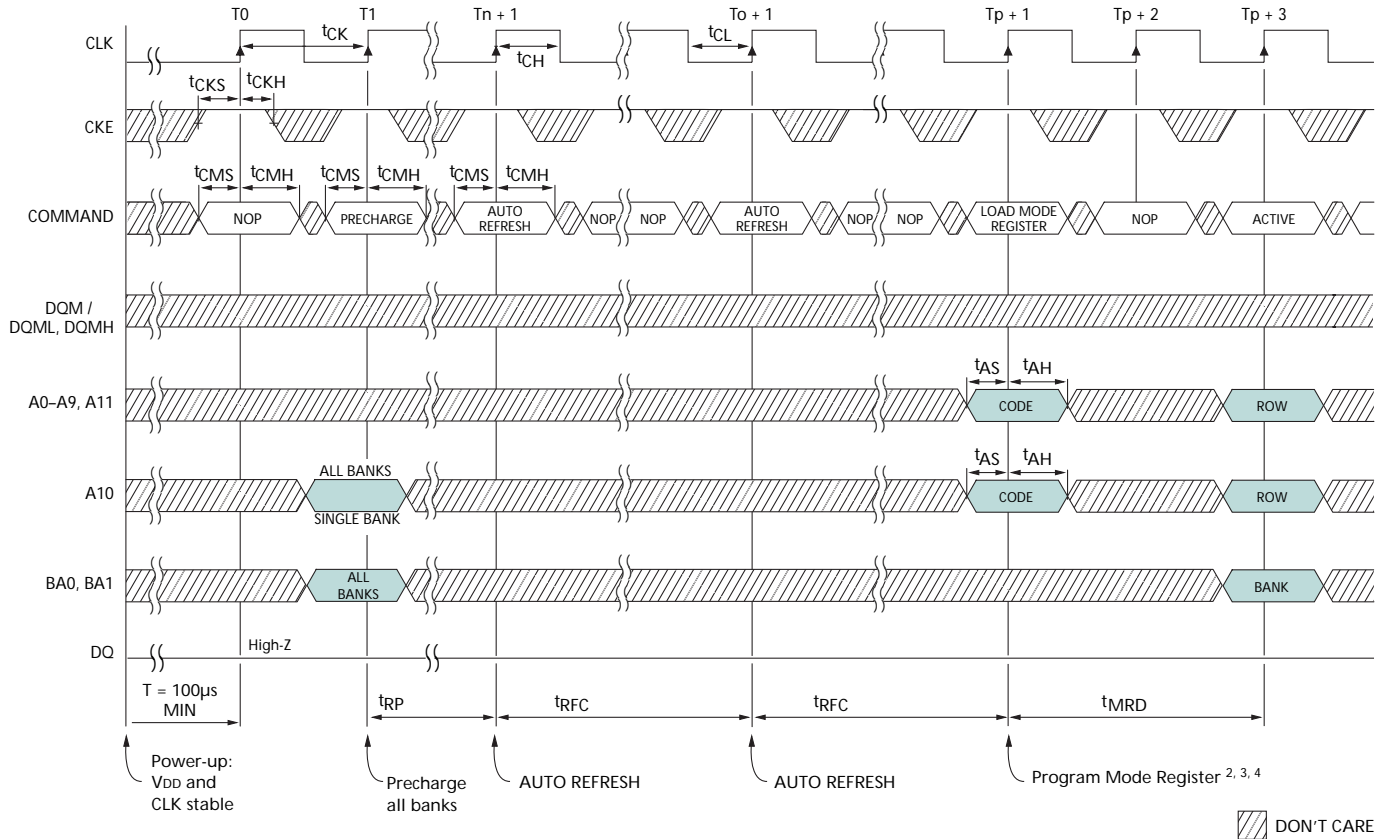 T0 T1 Tn + 1 To + 1 Tp + 1 Tp + 2 Tp + 3
CLK tCK tCH tCL
tCKS tCKH
CKE
tCMS tCMH tCMS tCMH tCMS tCMH
COMMAND NOP PRECHARGE AUTO REFRESH NOP NOP AUTO REFRESH NOP NOP LOAD MODE REGISTER NOP ACTIVE
DQM /
DQML, DQMH
tAS tAH
A0–A9, A11 CODE ROW
ALL BANKS tAS tAH
A10 CODE ROW
SINGLE BANK
BA0, BA1 ALL BANKS BANK
High-Z
DQ
T = 100µs
MIN
tRP tRFC tRFC tMRD
Power-up:
VDD and
CLK stable
Precharge
all banks
AUTO REFRESH
AUTO REFRESH
Program Mode Register 2, 3, 4
DON'T CARE